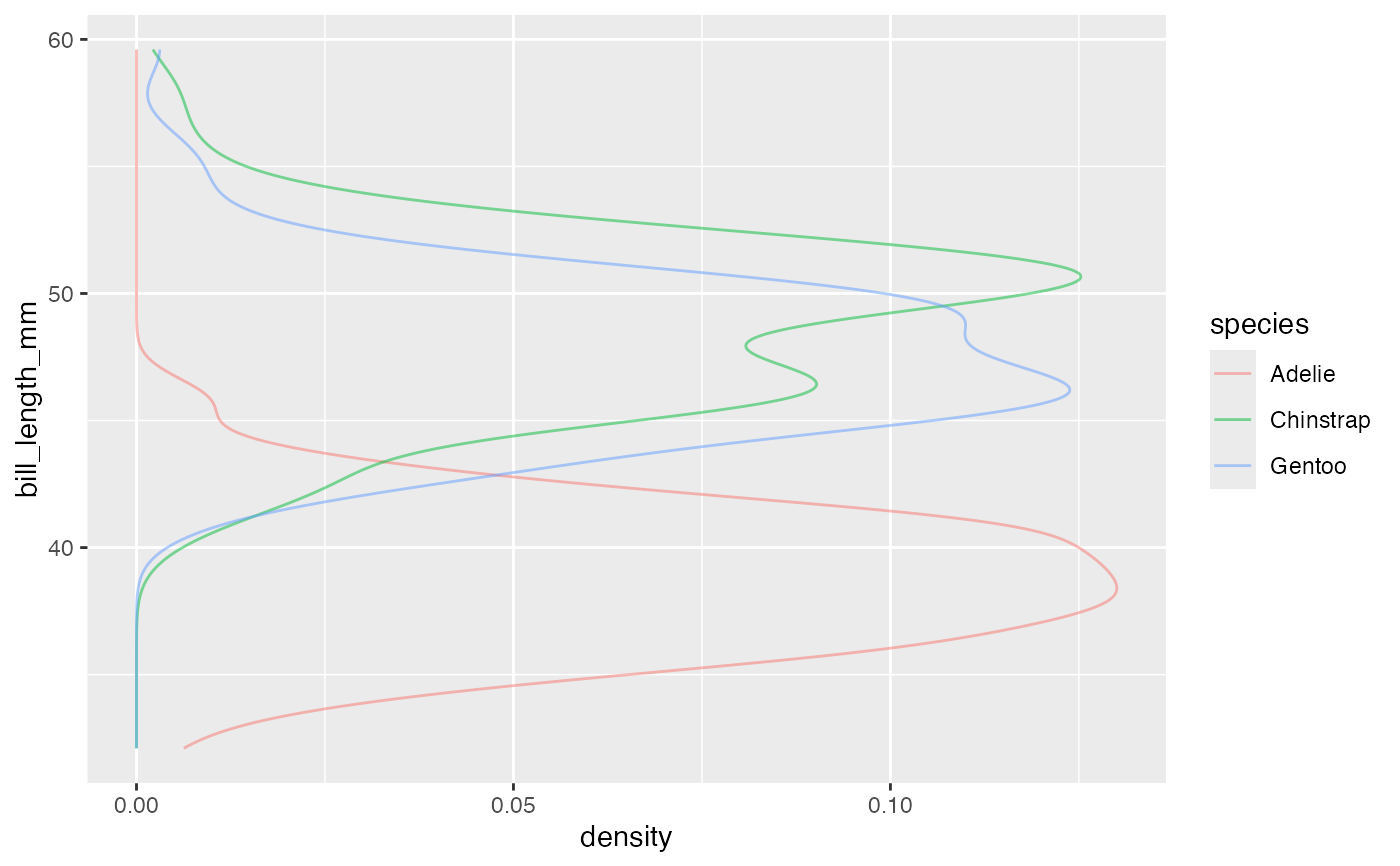 60
50
40
bill_length_mm
0.00
0.05
0.10
density
species
Adelie
Chinstrap
Gentoo